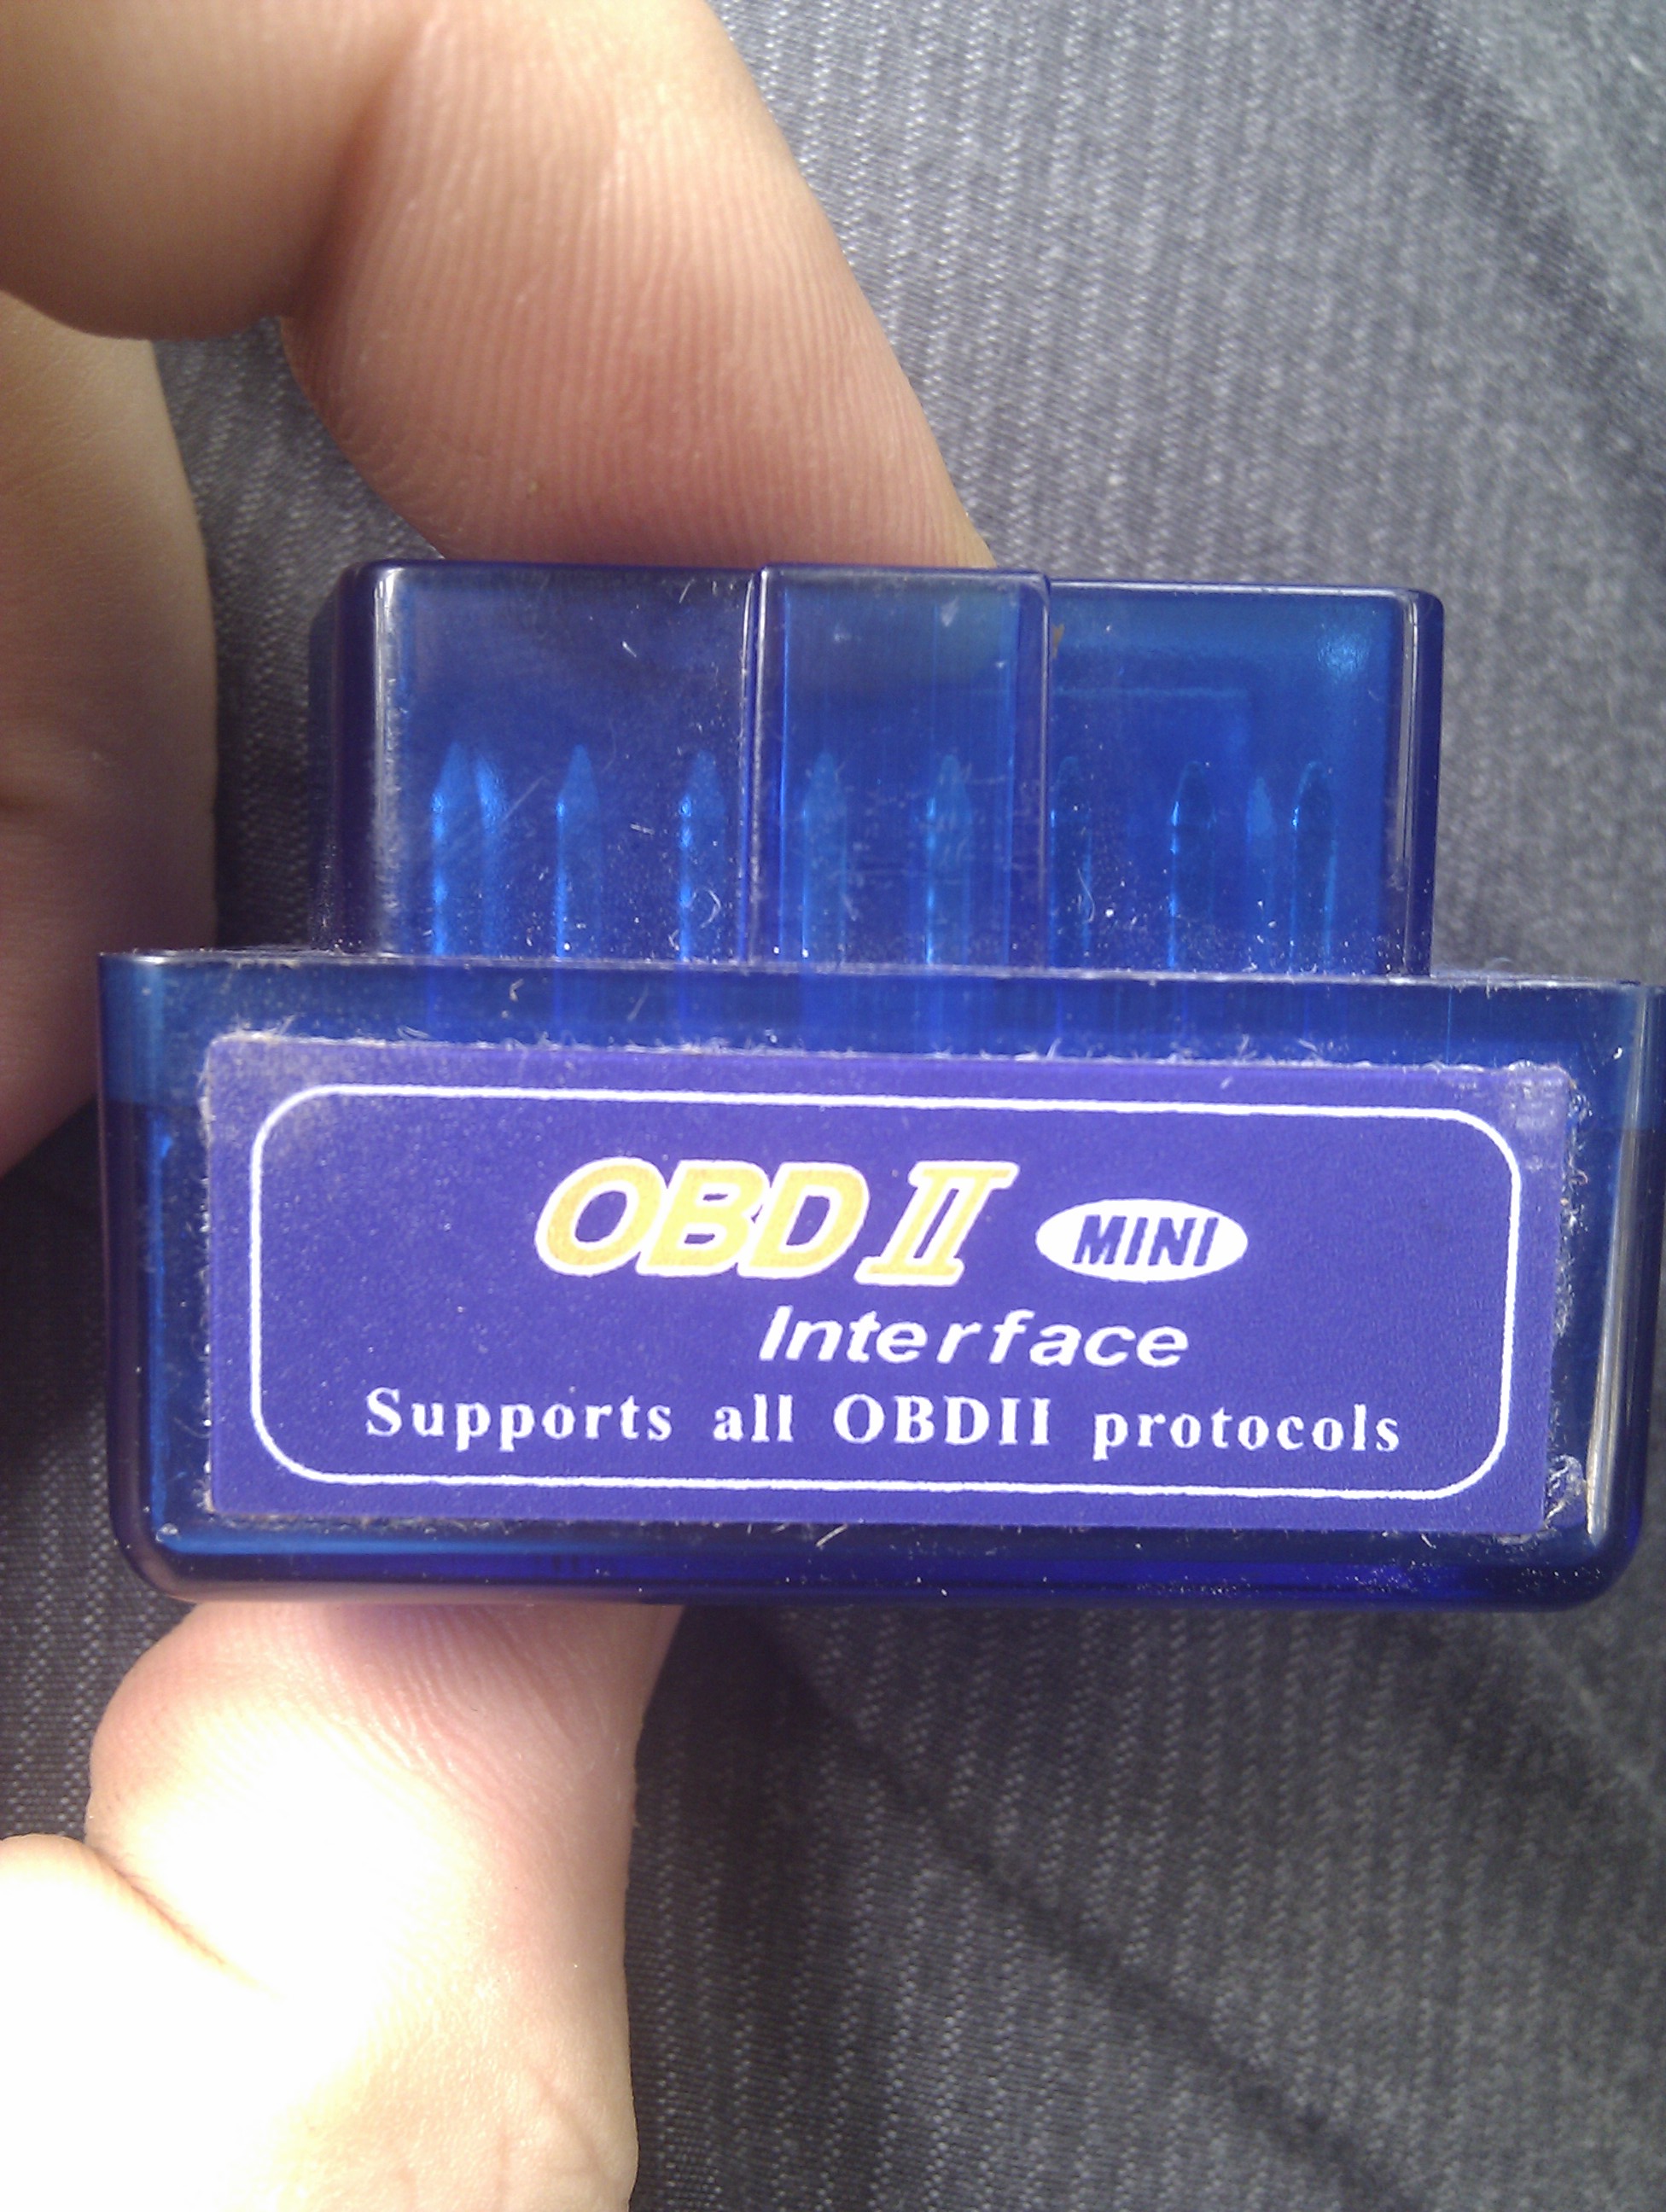 OBD II MINI
Interface
Supports all OBDII protocols